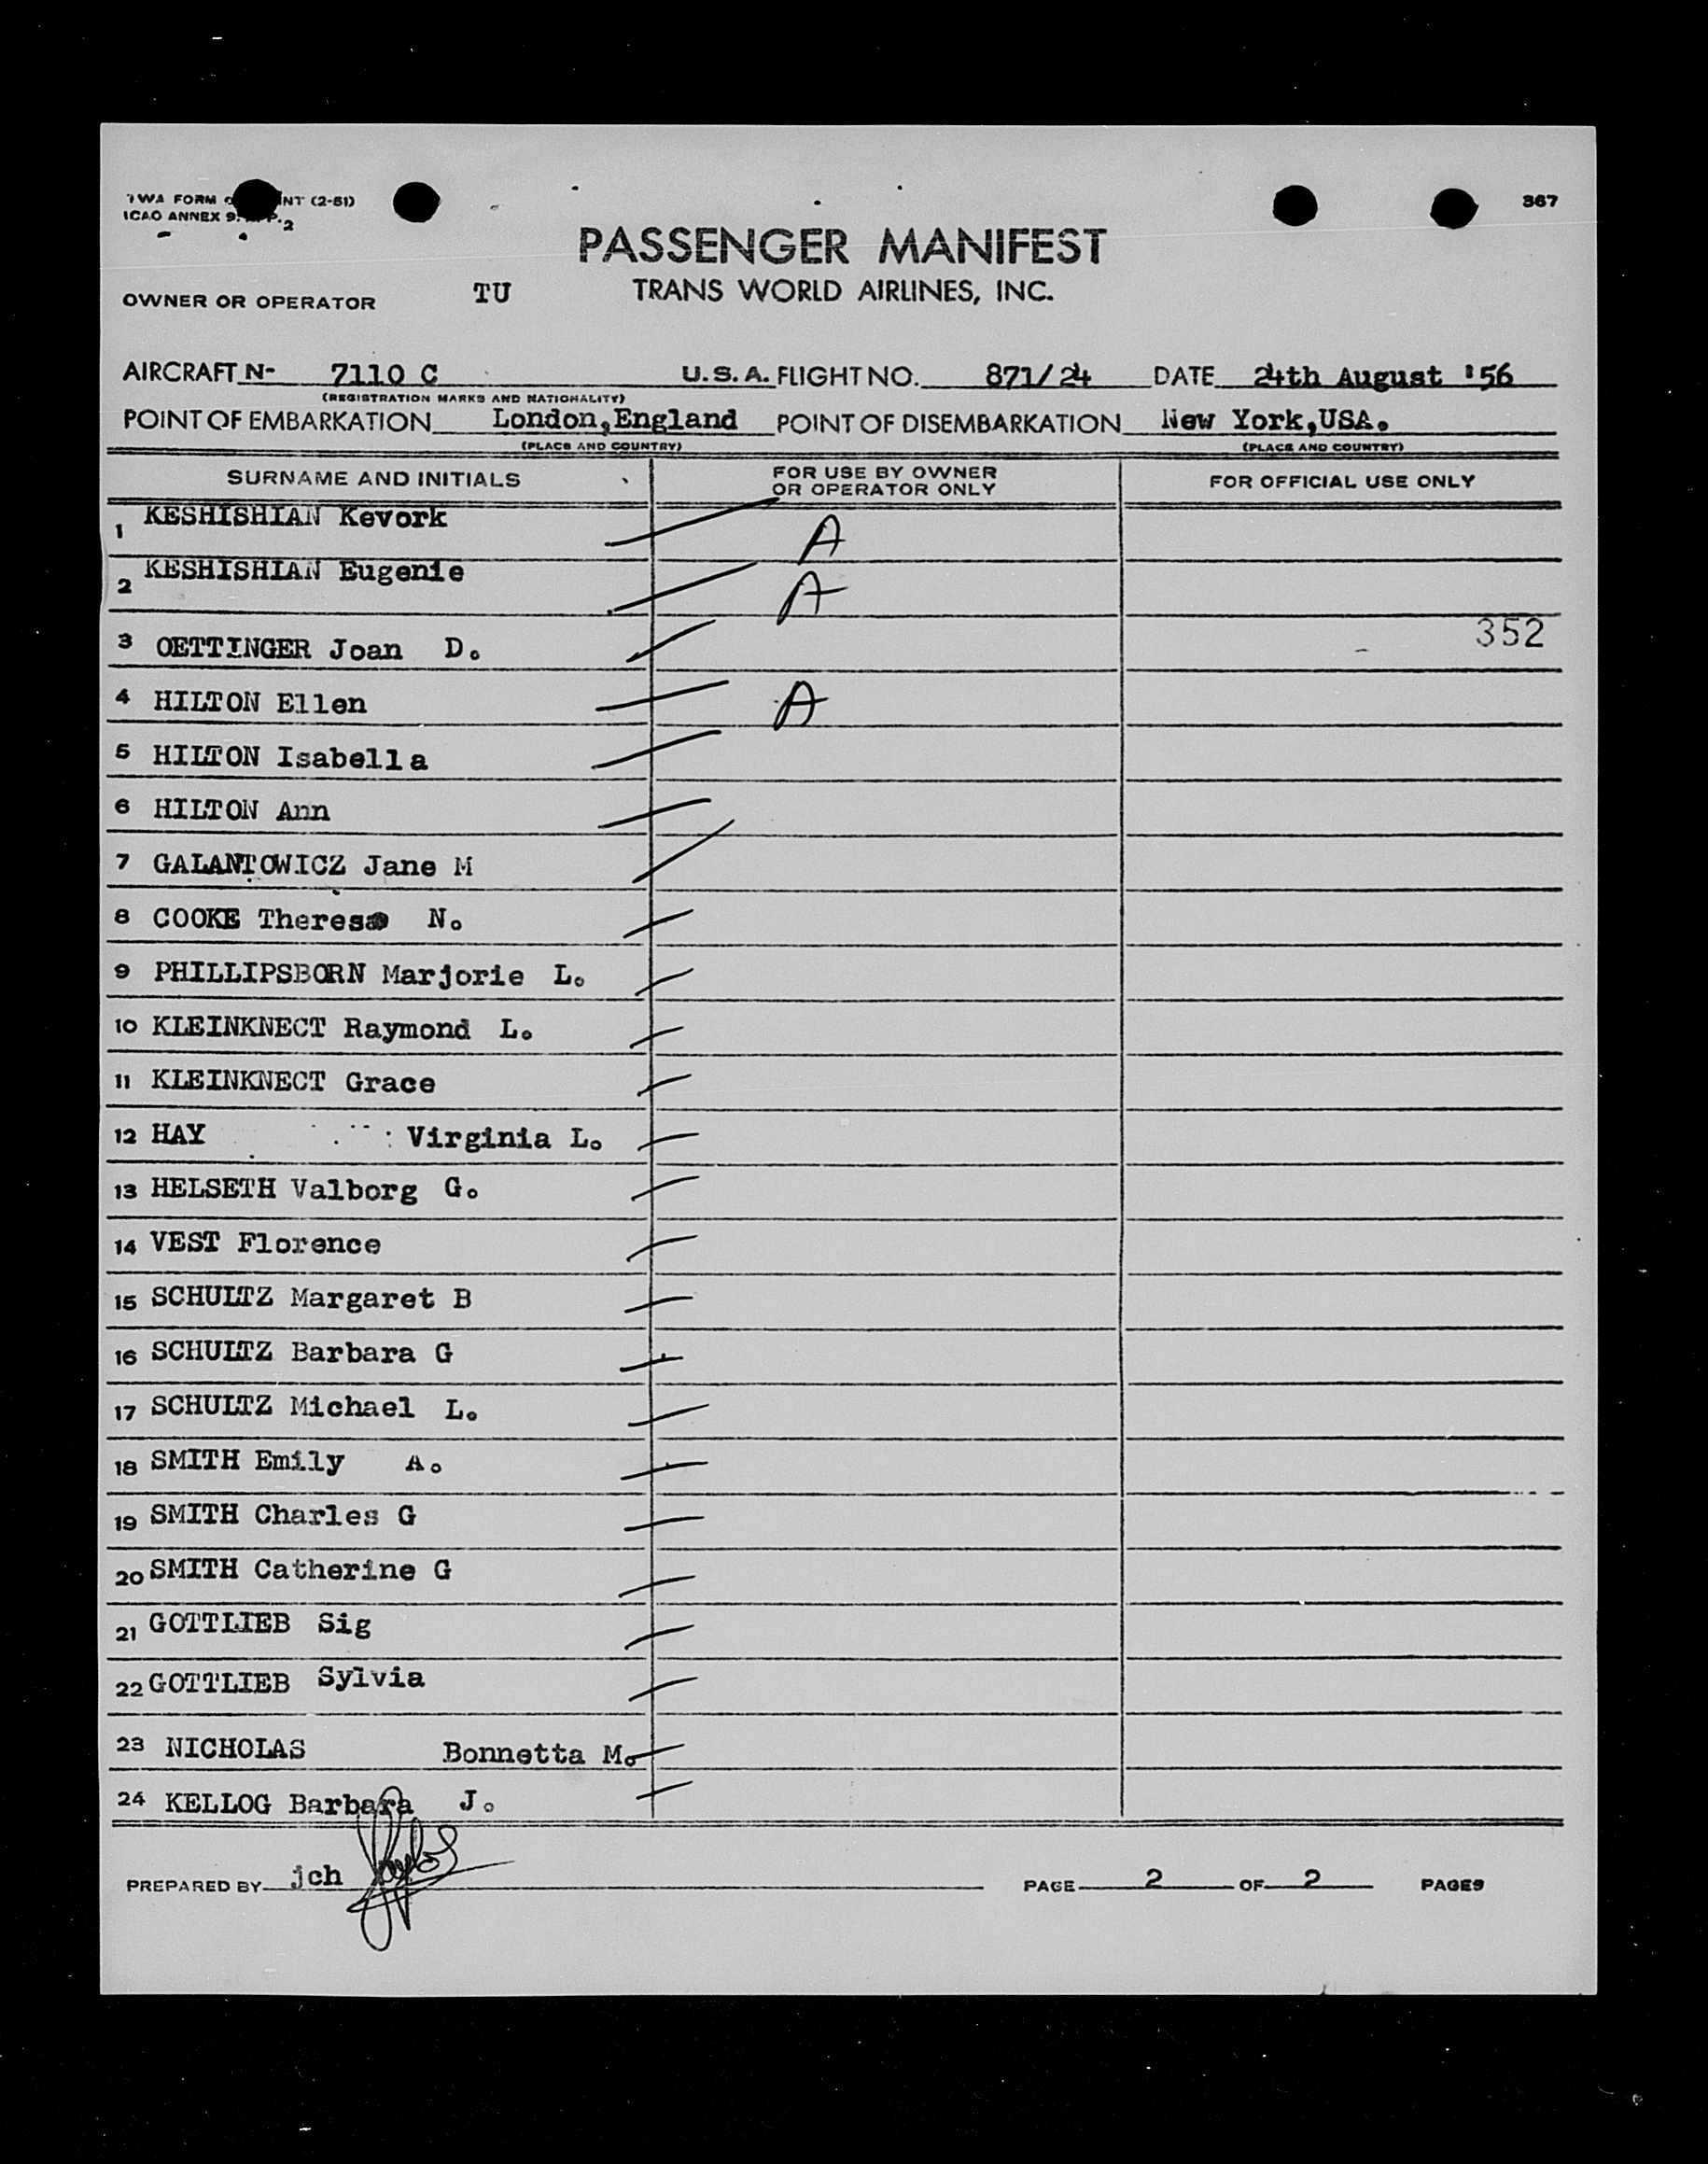 TWA FORM INT (2-51)
ICAO ANNEX 9. 2
367
PASSENGER MANIFEST
OWNER OR OPERATOR TU TRANS WORLD AIRLINES, INC.
AIRCRAFT N- 7110 C U.S.A. FLIGHT NO. 871/24 DATE 24th August '56
(REGISTRATION MARKS AND NATIONALITY)
POINT OF EMBARKATION London,England POINT OF DISEMBARKATION New York,USA.
(PLACE AND COUNTRY) (PLACE AND COUNTRY)
SURNAME AND INITIALS FOR USE BY OWNER OR OPERATOR ONLY FOR OFFICIAL USE ONLY
1 KESHISHIAN Kevork A
2 KESHISHIAN Eugenie A
3 OETTINGER Joan D. 352
4 HILTON Ellen A
5 HILTON Isabella
6 HILTON Ann
7 GALANTOWICZ Jane M
8 COOKE Theresa N.
9 PHILLIPSBORN Marjorie L.
10 KLEINKNECT Raymond L.
11 KLEINKNECT Grace
12 HAY Virginia L.
13 HELSETH Valborg G.
14 VEST Florence
15 SCHULTZ Margaret B
16 SCHULTZ Barbara G
17 SCHULTZ Michael L.
18 SMITH Emily A.
19 SMITH Charles G
20 SMITH Catherine G
21 GOTTLIEB Sig
22 GOTTLIEB Sylvia
23 NICHOLAS Bonnetta M.
24 KELLOG Barbara J.
PREPARED BY jch PAGE 2 OF 2 PAGES